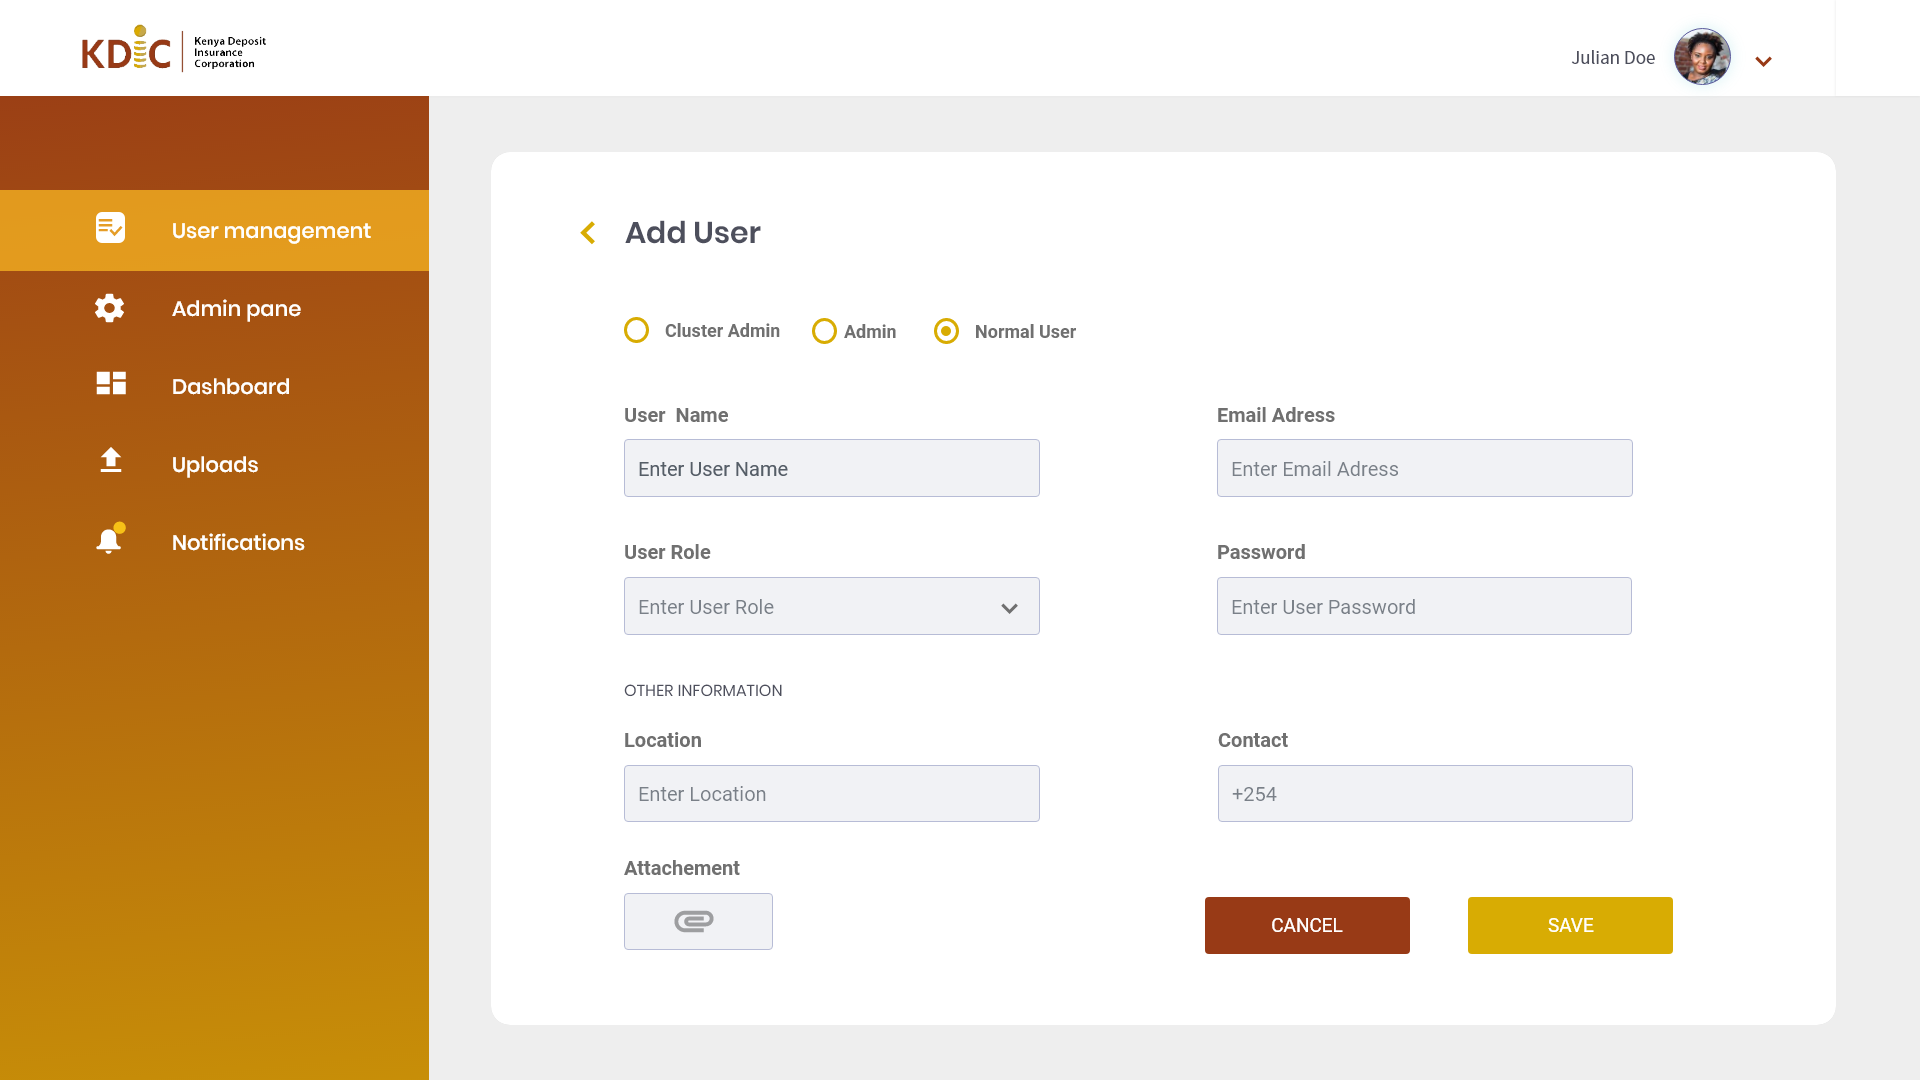 KDIC
Kenya Deposit
Insurance
Corporation
Julian Doe
User management
Admin pane
Dashboard
Uploads
Notifications
Add User
Cluster Admin
Admin
Normal User
User  Name
Email Adress
Enter User Name
Enter Email Adress
User Role
Password
Enter User Role
Enter User Password
OTHER INFORMATION
Location
Contact
Enter Location
+254
Attachement
CANCEL
SAVE